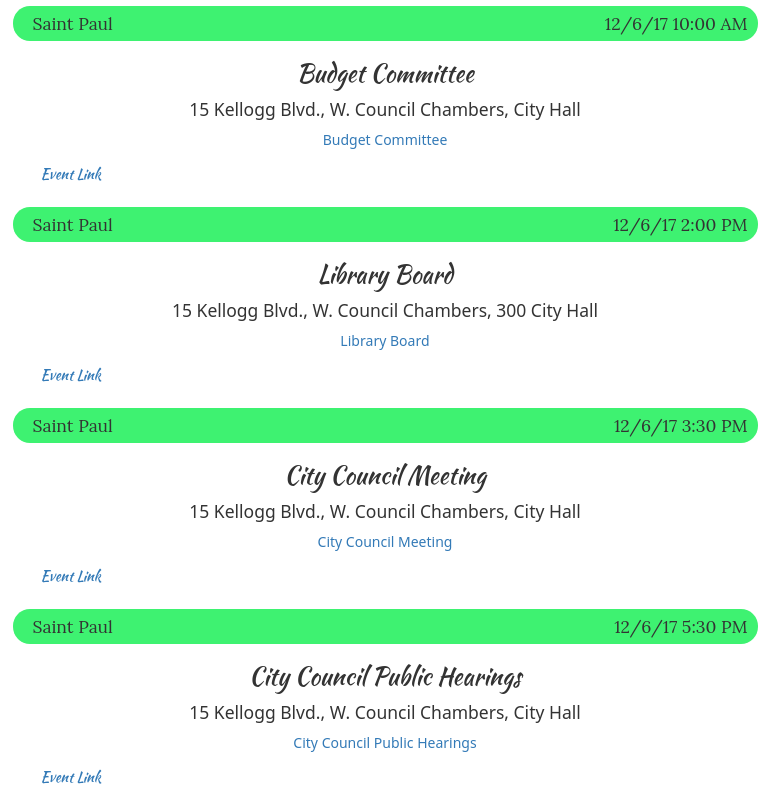 Saint Paul 12/6/17 10:00 AM
Budget Committee
15 Kellogg Blvd., W. Council Chambers, City Hall
Budget Committee
Event Link
Saint Paul 12/6/17 2:00 PM
Library Board
15 Kellogg Blvd., W. Council Chambers, 300 City Hall
Library Board
Event Link
Saint Paul 12/6/17 3:30 PM
City Council Meeting
15 Kellogg Blvd., W. Council Chambers, City Hall
City Council Meeting
Event Link
Saint Paul 12/6/17 5:30 PM
City Council Public Hearings
15 Kellogg Blvd., W. Council Chambers, City Hall
City Council Public Hearings
Event Link